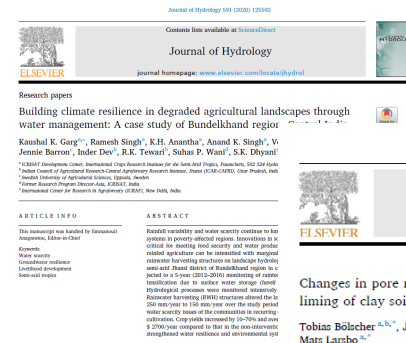 Journal of Hydrology 591 (2020) 125592
Contents lists available at ScienceDirect
Journal of Hydrology
journal homepage: www.elsevier.com/locate/jhydrol
ELSEVIER
Research papers
Building climate resilience in degraded agricultural landscapes through
water management: A case study of Bundelkhand region
Kaushal K. Garg, Ramesh Singh, K.H. Anantha, Anand K. Singh,
Jennie Barron, Inder Dev, R.K. Tewari, Suhas P. Wani, S.K. Dhyani
ICRISAT Development Center, International Crops Research Institute for the Semi-Arid Tropics, Patancheru, 502 324
Indian Council of Agricultural Research-Central Agroforestry Research Institute, Jhansi (ICAR-CAFRI), Uttar Pradesh,
Swedish University of Agricultural Sciences, Uppsala, Sweden
Former Research Program Director-Asia, ICRISAT, India
International Center for Research in Agroforestry (ICRAF), New Delhi, India
ARTICLE INFO
This manuscript was handled by Emmanouil
Anagnostou, Editor-in-Chief
Keywords:
Water scarcity
Groundwater resilience
Livelihood development
Semi-arid tropics
ABSTRACT
Rainfall variability and water scarcity continue to
systems in poverty-affected regions. Innovations in
critical for meeting food security and water
rainfed agriculture can be intensified with marginal
rainwater harvesting structures on landscape
semi-arid Jhansi district of Bundelkhand region in
jected to a 5-year (2012–2016) monitoring of
tensification due to surface water storage (haveli
Hydrological processes were monitored intensively
Rainwater harvesting (RWH) structures altered the
250 mm/year to 150 mm/year over the study
water scarcity issues of the communities in recurring
cultivation. Crop yields increased by 10–70% and
$ 2700/year compared to that in the non-intervention
strengthened water resilience and environmental
ELSEVIER
Changes in pore
liming of clay
Tobias Bölscher a, b, *,
Mats Larsbo a, *